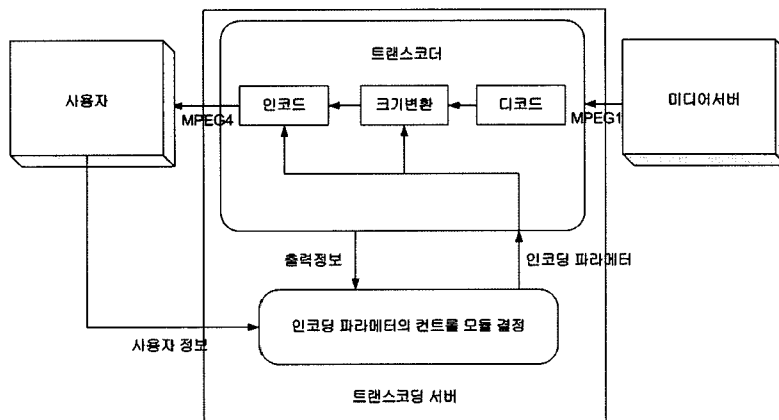 트랜스코더
사용자
인코드
크기변환
디코드
미디어서버
MPEG4
MPEG1
출력정보
인코딩 파라메터
인코딩 파라메터의 컨트롤 모듈 결정
사용자 정보
트랜스코딩 서버